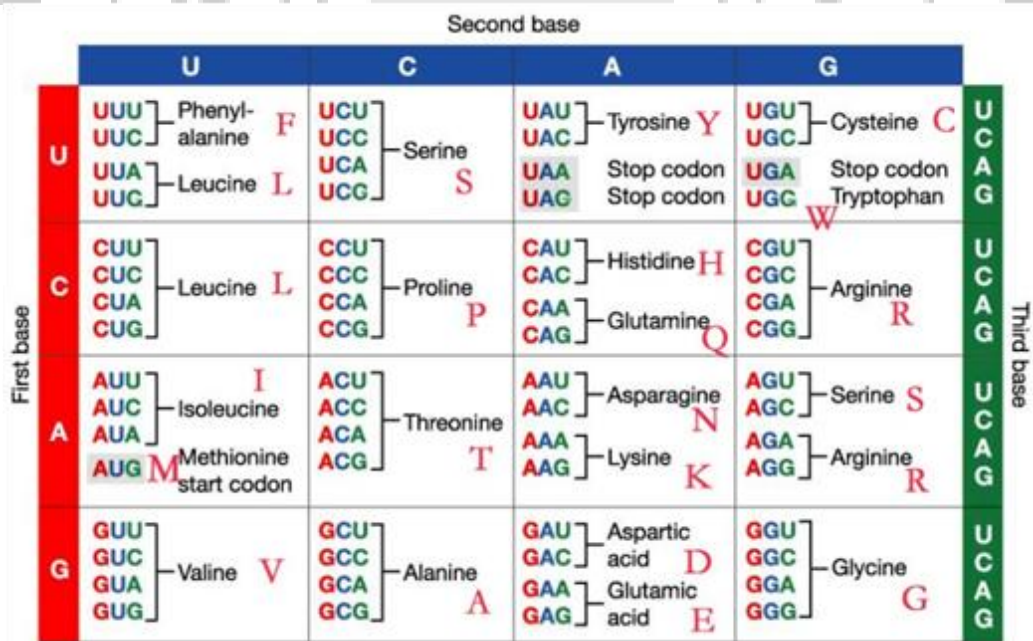 Second base
U C A G
First base
U
UUU
UUC
Phenyl-
alanine F
UUA
UUG
Leucine L
UCU
UCC
UCA
UCG
Serine
S
UAU
UAC
Tyrosine Y
UAA Stop codon
UAG Stop codon
UGU
UGC
Cysteine C
UGA Stop codon
UGG Tryptophan
W
U
C
A
G
C
CUU
CUC
CUA
CUG
Leucine L
CCU
CCC
CCA
CCG
Proline
P
CAU
CAC
Histidine H
CAA
CAG
Glutamine
Q
CGU
CGC
CGA
CGG
Arginine
R
U
C
A
G
A
AUU
AUC
AUA
I
Isoleucine
AUG M Methionine
start codon
ACU
ACC
ACA
ACG
Threonine
T
AAU
AAC
Asparagine
N
AAA
AAG
Lysine
K
AGU
AGC
Serine S
AGA
AGG
Arginine
R
U
C
A
G
G
GUU
GUC
GUA
GUG
Valine V
GCU
GCC
GCA
GCG
Alanine
A
GAU
GAC
Aspartic
acid D
GAA
GAG
Glutamic
acid E
GGU
GGC
GGA
GGG
Glycine
G
U
C
A
G
Third base